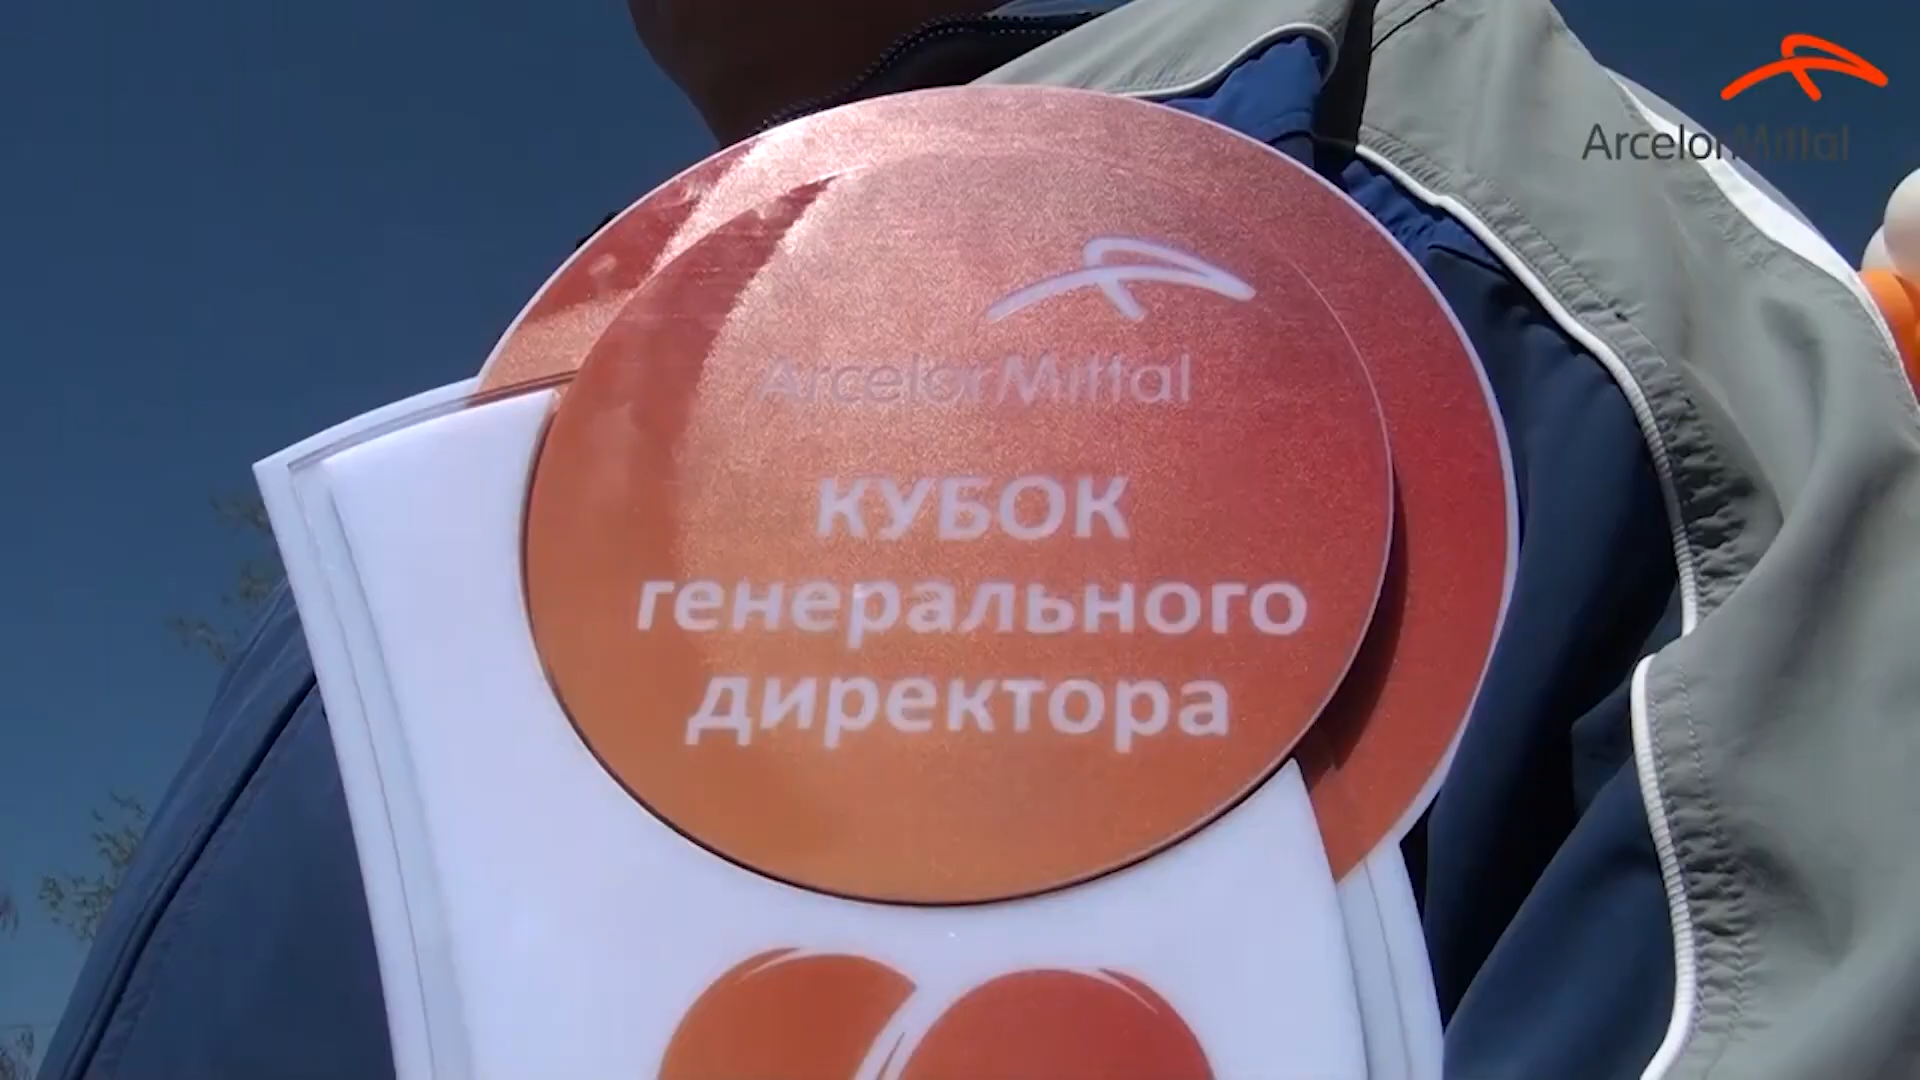 ArcelorMittal
ArcelorMittal
КУБОК
генерального
директора